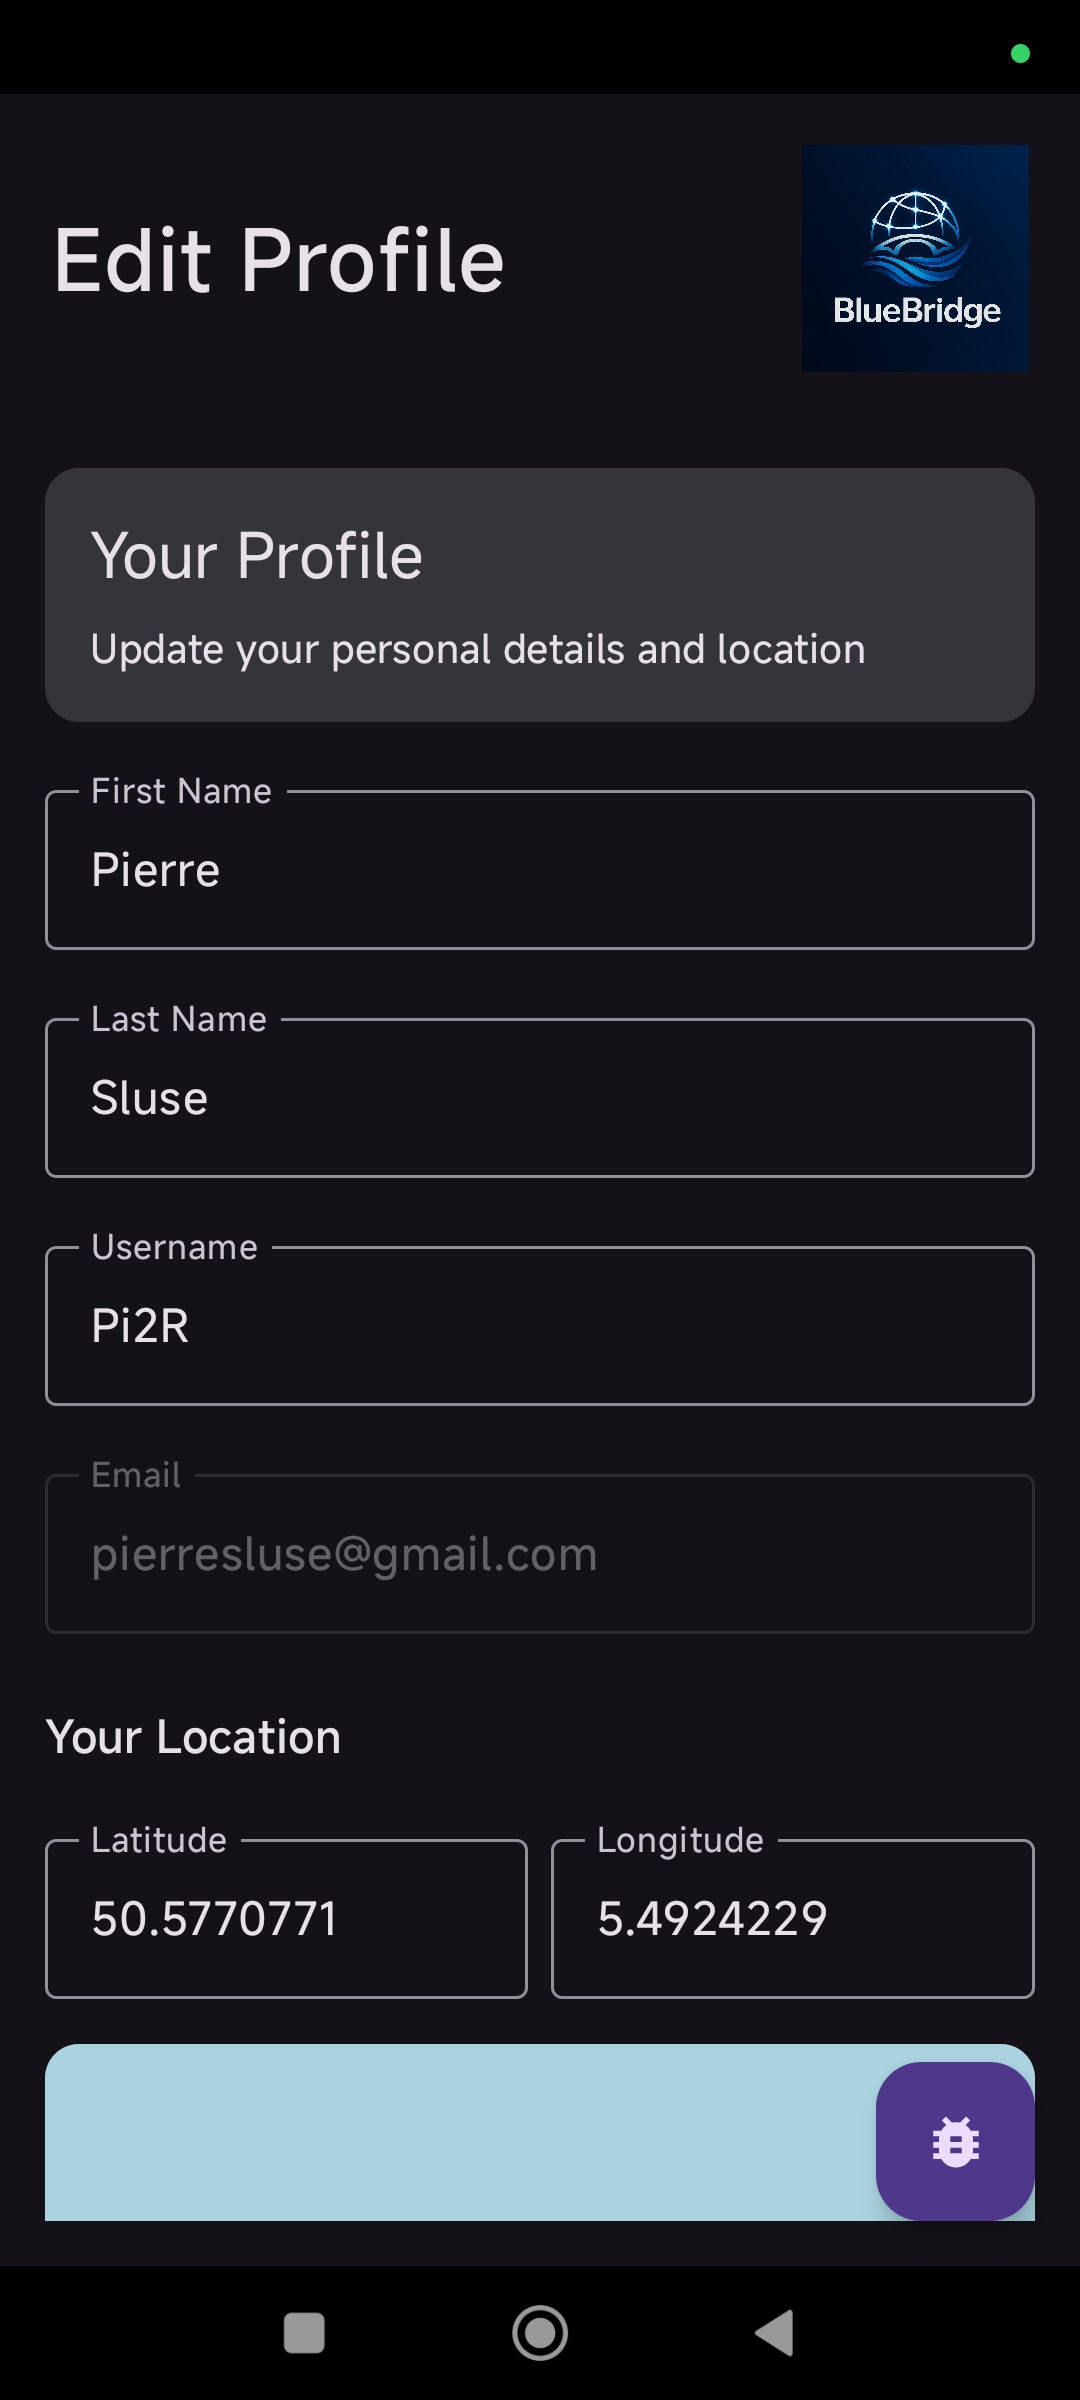 Edit Profile
BlueBridge
Your Profile
Update your personal details and location
First Name
Pierre
Last Name
Sluse
Username
Pi2R
Email
pierresluse@gmail.com
Your Location
Latitude
50.5770771
Longitude
5.4924229